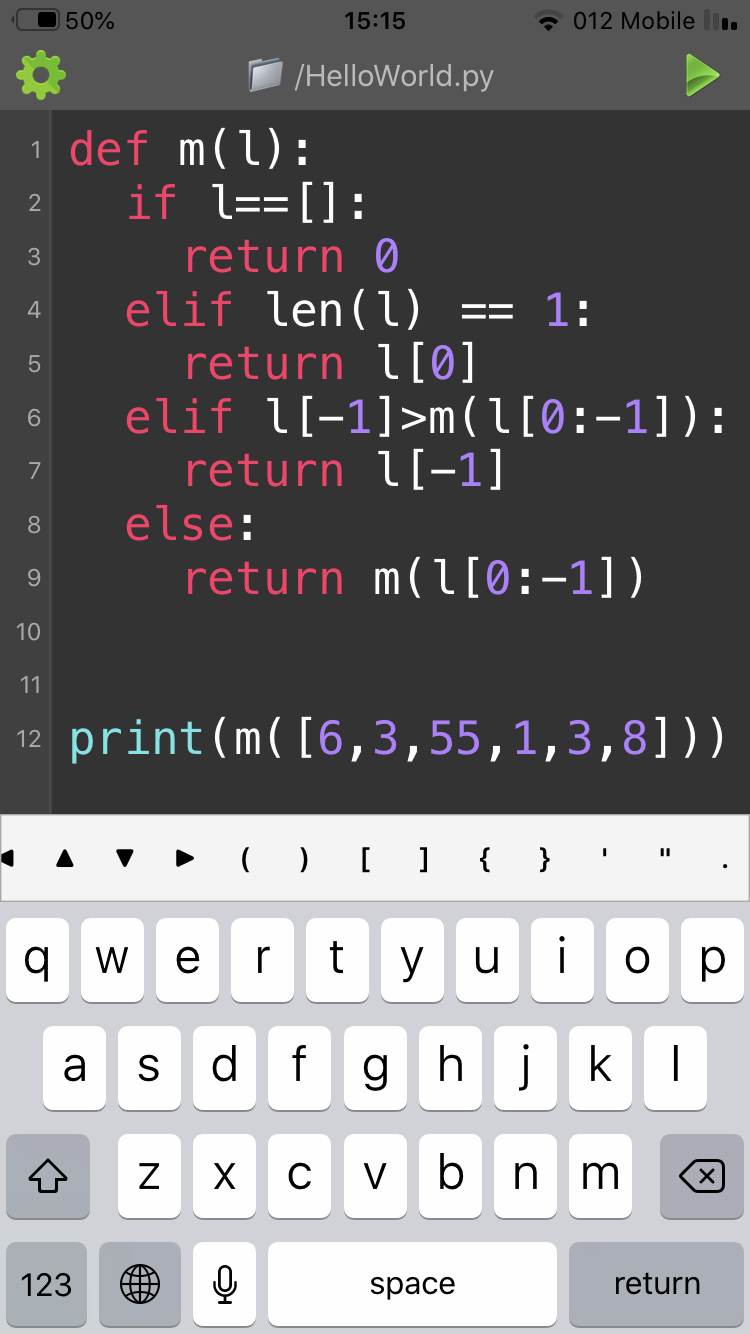 50% 15:15 012 Mobile
/HelloWorld.py
1 def m(l):
2   if l==[]:
3     return 0
4   elif len(l) == 1:
5     return l[0]
6   elif l[-1]>m(l[0:-1]):
7     return l[-1]
8   else:
9     return m(l[0:-1])
10
11
12 print(m([6,3,55,1,3,8]))
( ) [ ] { } ' " .
q w e r t y u i o p
a s d f g h j k l
z x c v b n m
123 space return